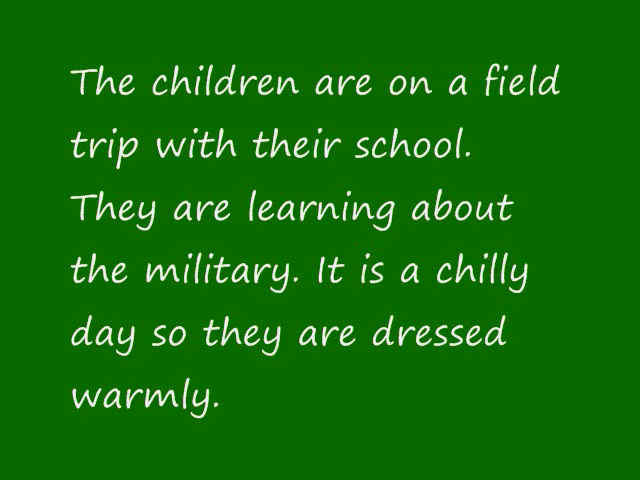 The children are on a field
trip with their school.
They are learning about
the military. It is a chilly
day so they are dressed
warmly.